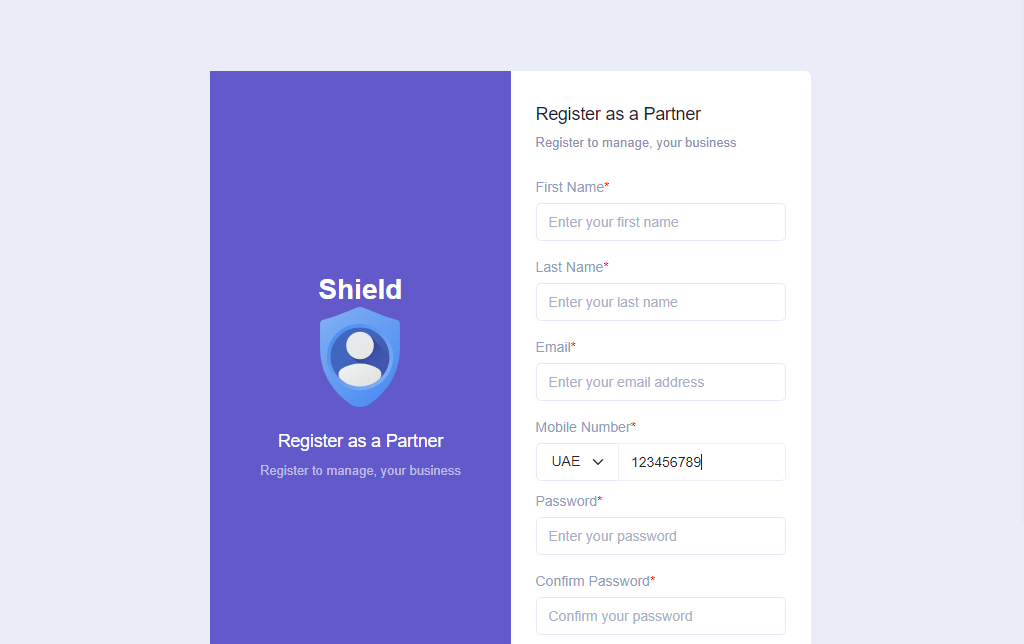 Shield
Register as a Partner
Register to manage, your business
Register as a Partner
Register to manage, your business
First Name*
Enter your first name
Last Name*
Enter your last name
Email*
Enter your email address
Mobile Number*
UAE 123456789
Password*
Enter your password
Confirm Password*
Confirm your password